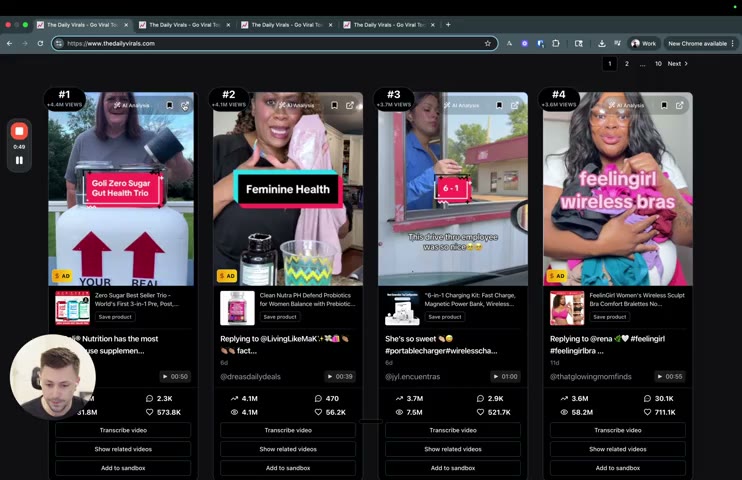 The Daily Virals - Go Viral To
The Daily Virals - Go Viral To
The Daily Virals - Go Viral To
The Daily Virals - Go Viral To
https://www.thedailyvirals.com
Work
New Chrome available
1 2 ... 10 Next
#1
+4.4M VIEWS
AI Analysis
Goli Zero Sugar
Gut Health Trio
YOUR REAL
$ AD
Zero Sugar Best Seller Trio -
World's First 3-in-1 Pre, Post,...
Save product
Nutrition has the most
use supplemen...
00:50
2.3K
573.8K
Transcribe video
Show related videos
Add to sandbox
#2
+4.1M VIEWS
AI Analysis
Feminine Health
$ AD
Clean Nutra PH Defend Probiotics
for Women Balance with Prebiotic
Save product
Replying to @LivingLikeMaK
fact...
6d
@dreasdailydeals
00:39
4.1M 470
4.1M 56.2K
Transcribe video
Show related videos
Add to sandbox
#3
+3.7M VIEWS
AI Analysis
6 - 1
This drive thru employee
was so nice
"6-in-1 Charging Kit: Fast Charge,
Magnetic Power Bank, Wireless
Save product
She's so sweet
#portablecharger#wirelesscha...
6d
@jyl.encuentras
01:00
3.7M 2.9K
7.5M 521.7K
Transcribe video
Show related videos
Add to sandbox
#4
+3.6M VIEWS
AI Analysis
feelingirl
wireless bras
$ AD
FeelinGirl Women's Wireless Sculpt
Bra Comfort Bralettes No...
Save product
Replying to @rena #feelingirl
#feelingirlbra ...
11d
@thatglowingmomfinds
00:55
3.6M 30.1K
58.2M 711.1K
Transcribe video
Show related videos
Add to sandbox
0:49